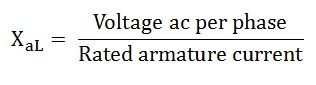 X_aL = Voltage ac per phase / Rated armature current